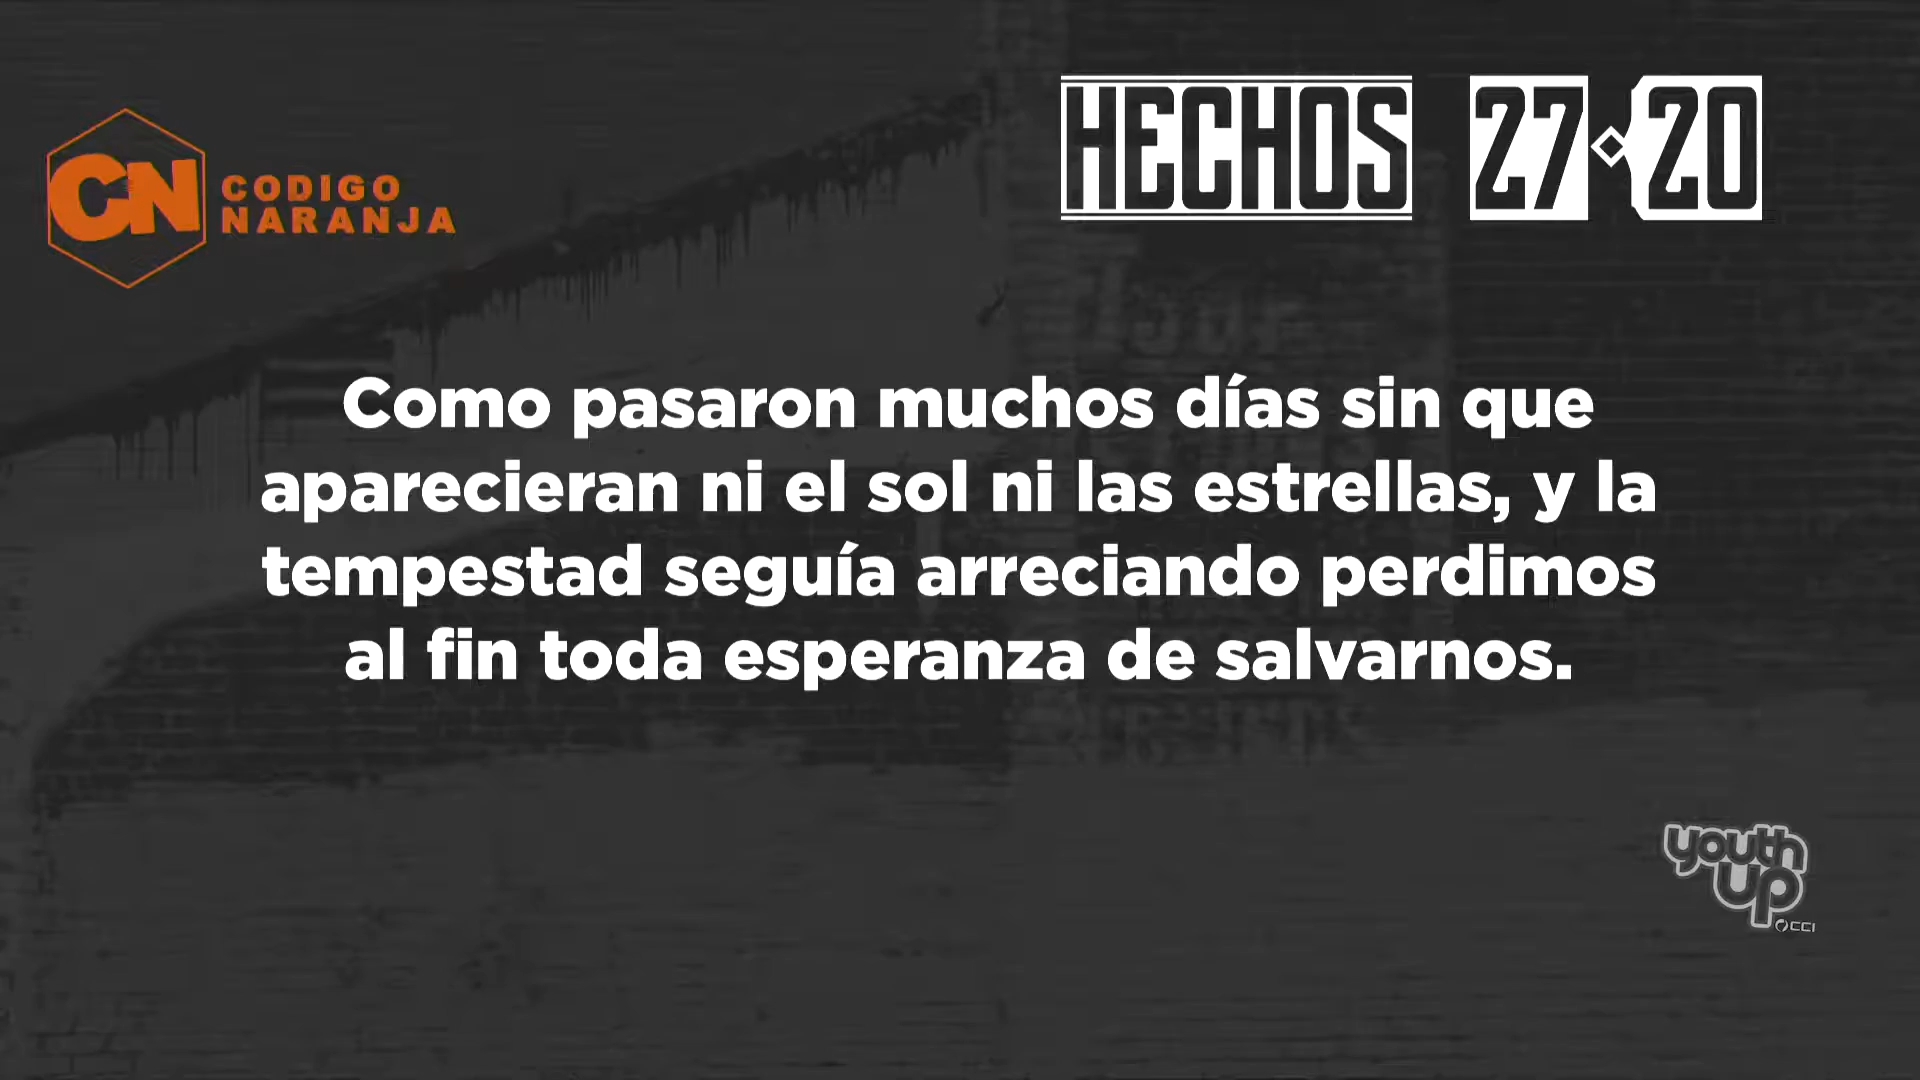 HECHOS 27:20
CN CODIGO
NARANJA
Como pasaron muchos días sin que
aparecieran ni el sol ni las estrellas, y la
tempestad seguía arreciando perdimos
al fin toda esperanza de salvarnos.
youth
up
CCI